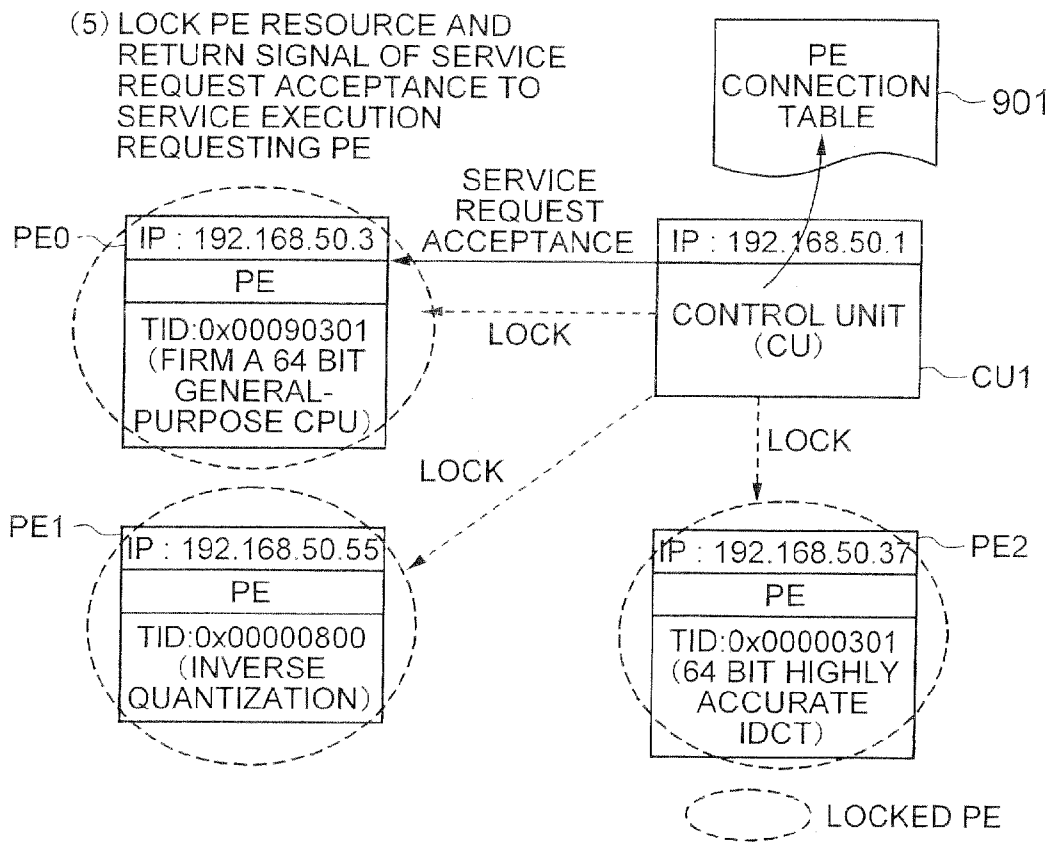 (5) LOCK PE RESOURCE AND
RETURN SIGNAL OF SERVICE
REQUEST ACCEPTANCE TO
SERVICE EXECUTION
REQUESTING PE
PE
CONNECTION
TABLE
901
SERVICE
REQUEST
ACCEPTANCE
PE0
IP : 192.168.50.3
PE
TID:0x00090301
(FIRM A 64 BIT
GENERAL-
PURPOSE CPU)
LOCK
IP : 192.168.50.1
CONTROL UNIT
(CU)
CU1
LOCK
LOCK
PE1
IP : 192.168.50.55
PE
TID:0x00000800
(INVERSE
QUANTIZATION)
IP : 192.168.50.37
PE2
PE
TID:0x00000301
(64 BIT HIGHLY
ACCURATE
IDCT)
LOCKED PE